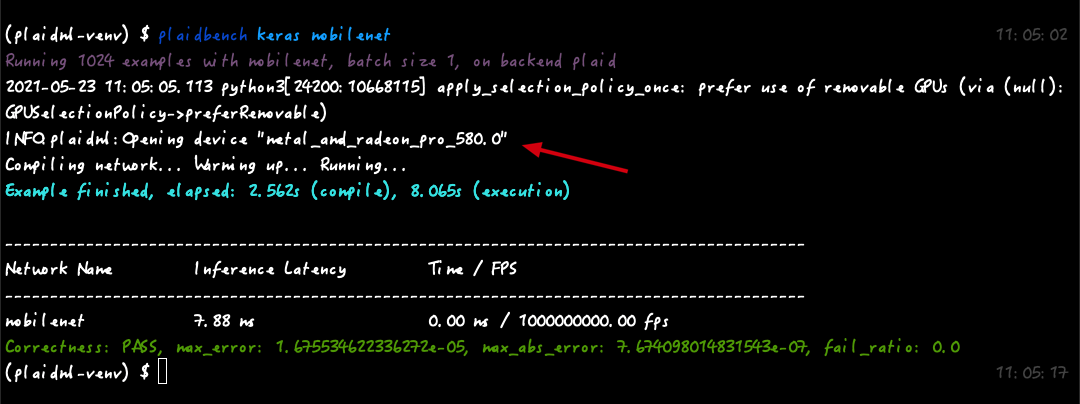 (plaidml-venv) $ plaidbench keras mobilenet 11:05:02
Running 1024 examples with mobilenet, batch size 1, on backend plaid
2021-05-23 11:05:05.113 python3[24200:10668115] apply_selection_policy_once: prefer use of removable GPUs (via (null):
GPUSelectionPolicy->preferRemovable)
INFO:plaidml:Opening device "metal_amd_radeon_pro_580.0"
Compiling network... Warming up... Running...
Example finished, elapsed: 2.562s (compile), 8.065s (execution)
-----------------------------------------------------------------------------------------
Network Name Inference Latency Time / FPS
-----------------------------------------------------------------------------------------
mobilenet 7.88 ms 0.00 ms / 1000000000.00 fps
Correctness: PASS, max_error: 1.675534622336272e-05, max_abs_error: 7.674098014831543e-07, fail_ratio: 0.0
(plaidml-venv) $ 11:05:17